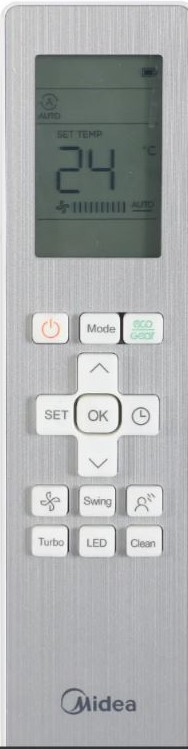 A
AUTO
SET TEMP
24 °C
AUTO
Mode
eco
GEAR
SET OK
Swing
Turbo LED Clean
Midea